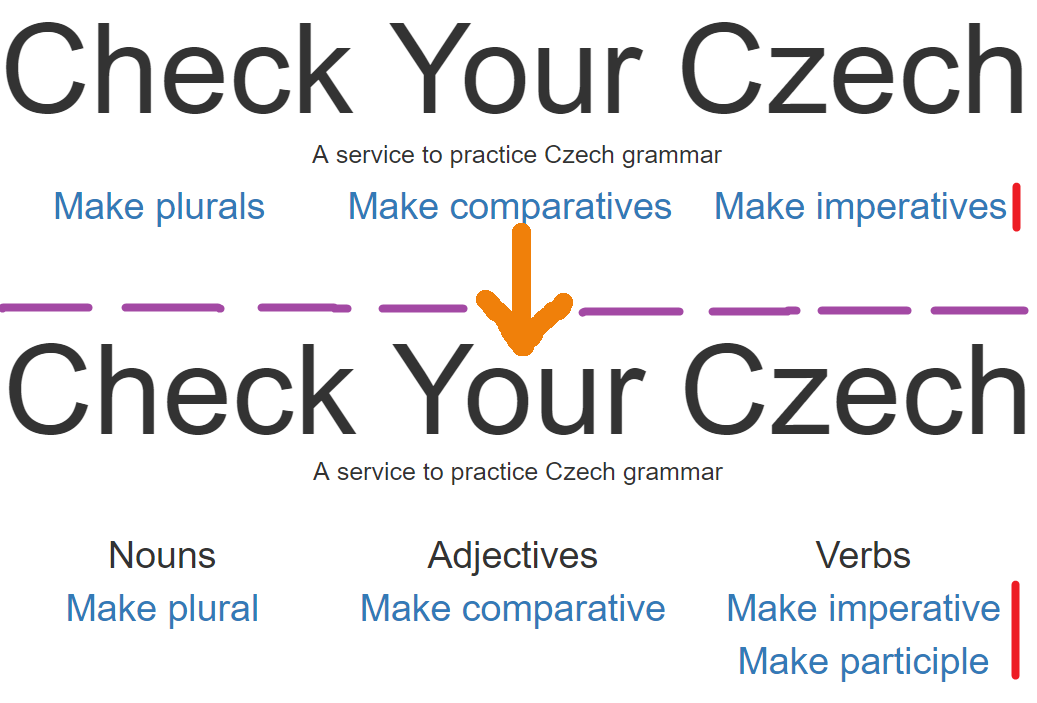 Check Your Czech
A service to practice Czech grammar
Make plurals Make comparatives Make imperatives
Check Your Czech
A service to practice Czech grammar
Nouns Adjectives Verbs
Make plural Make comparative Make imperative
Make participle